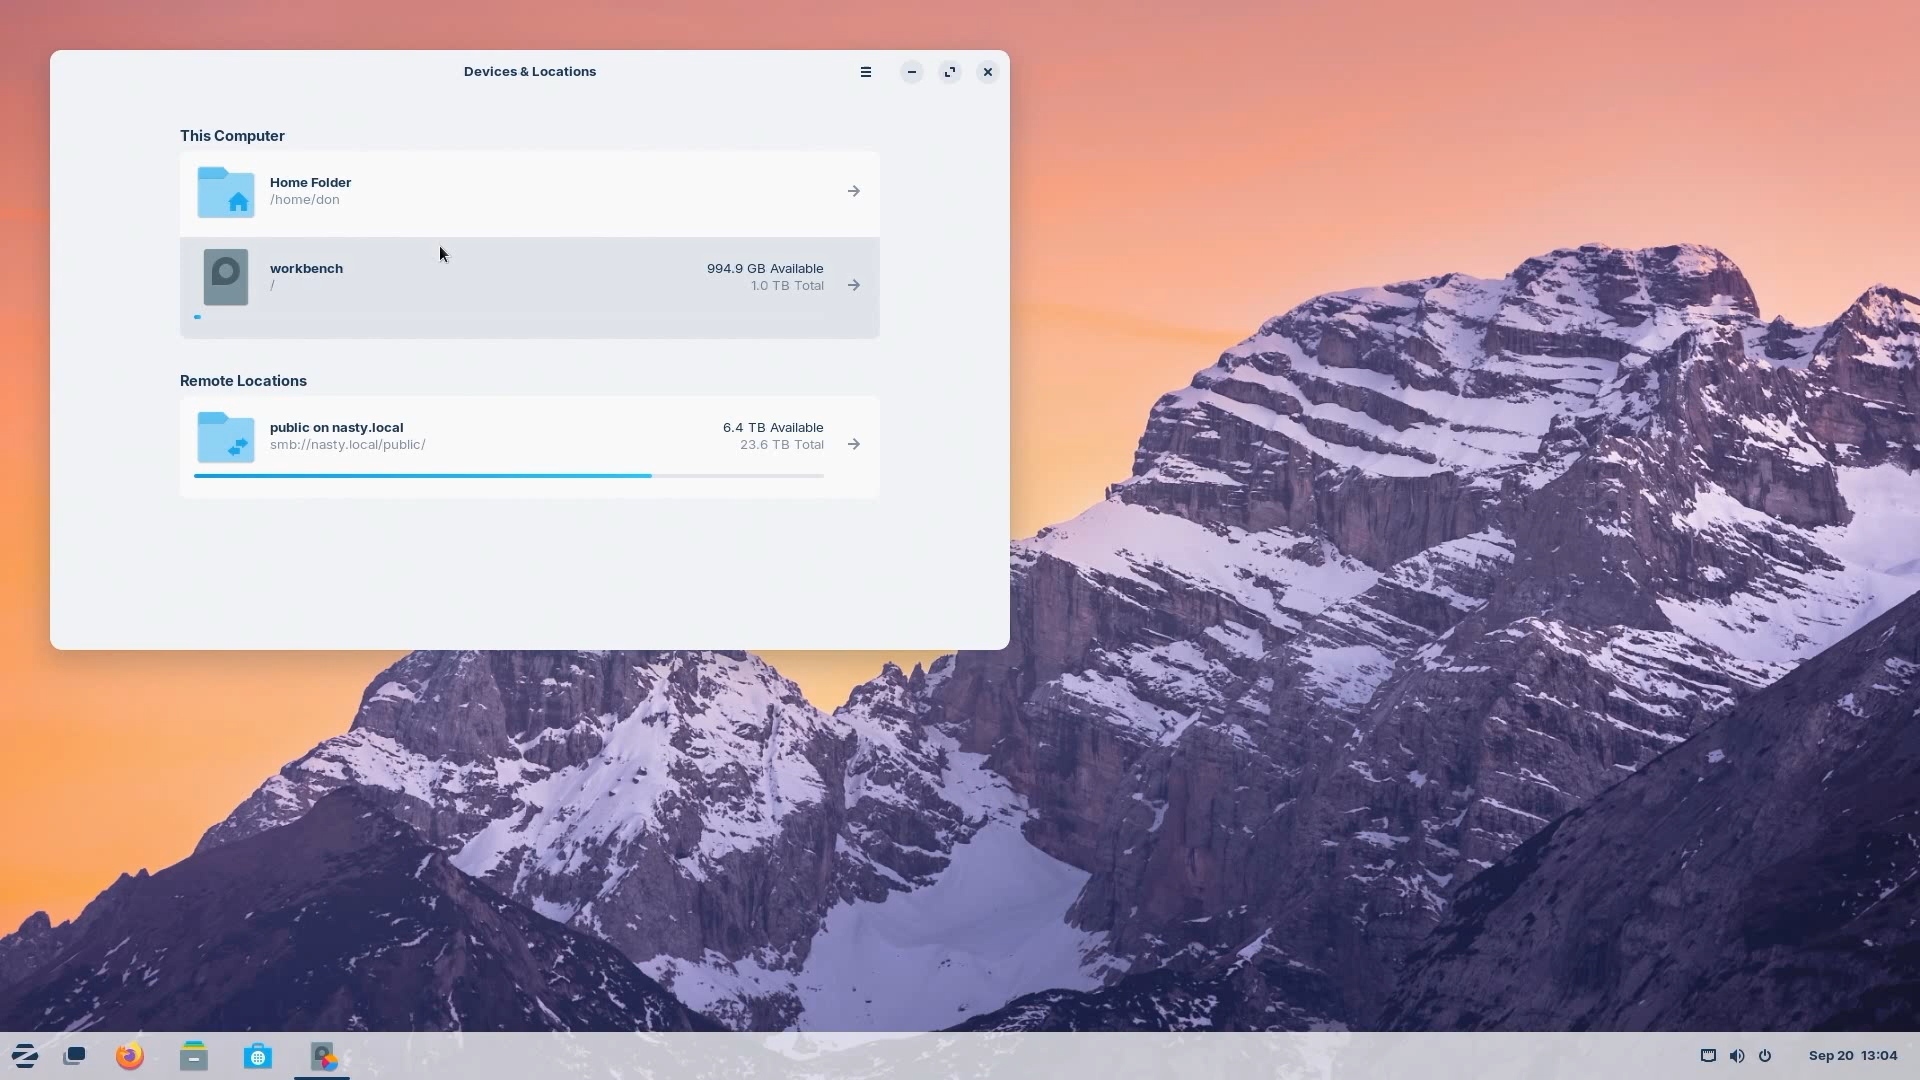 Devices & Locations
This Computer
Home Folder
/home/don
workbench
994.9 GB Available
/
1.0 TB Total
Remote Locations
public on nasty.local
6.4 TB Available
smb://nasty.local/public/
23.6 TB Total
Sep 20 13:04